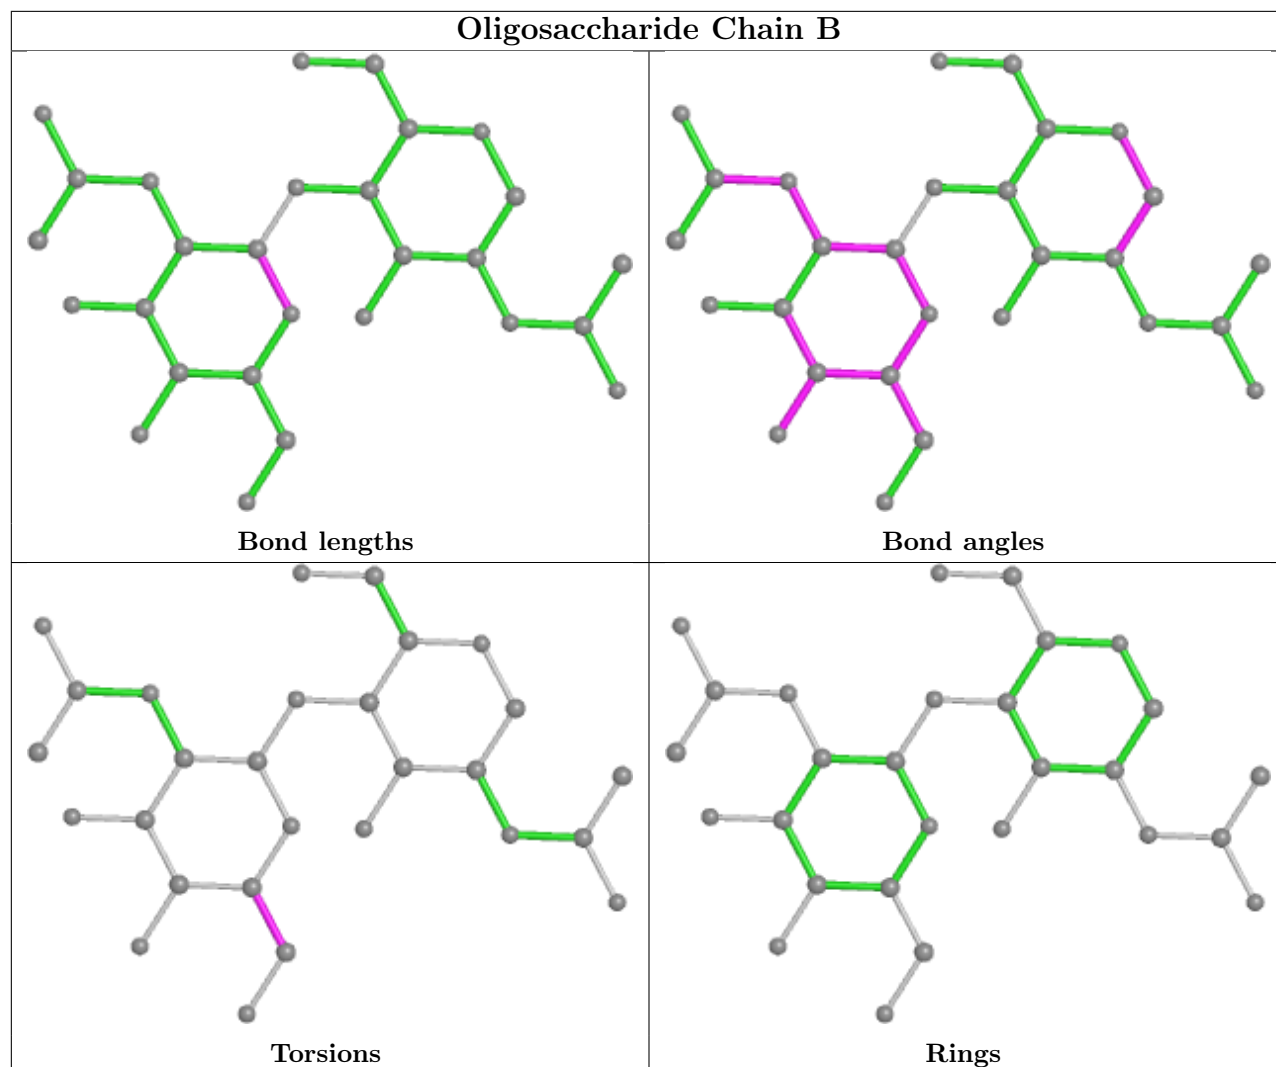 Oligosaccharide Chain B
Bond lengths
Bond angles
Torsions
Rings